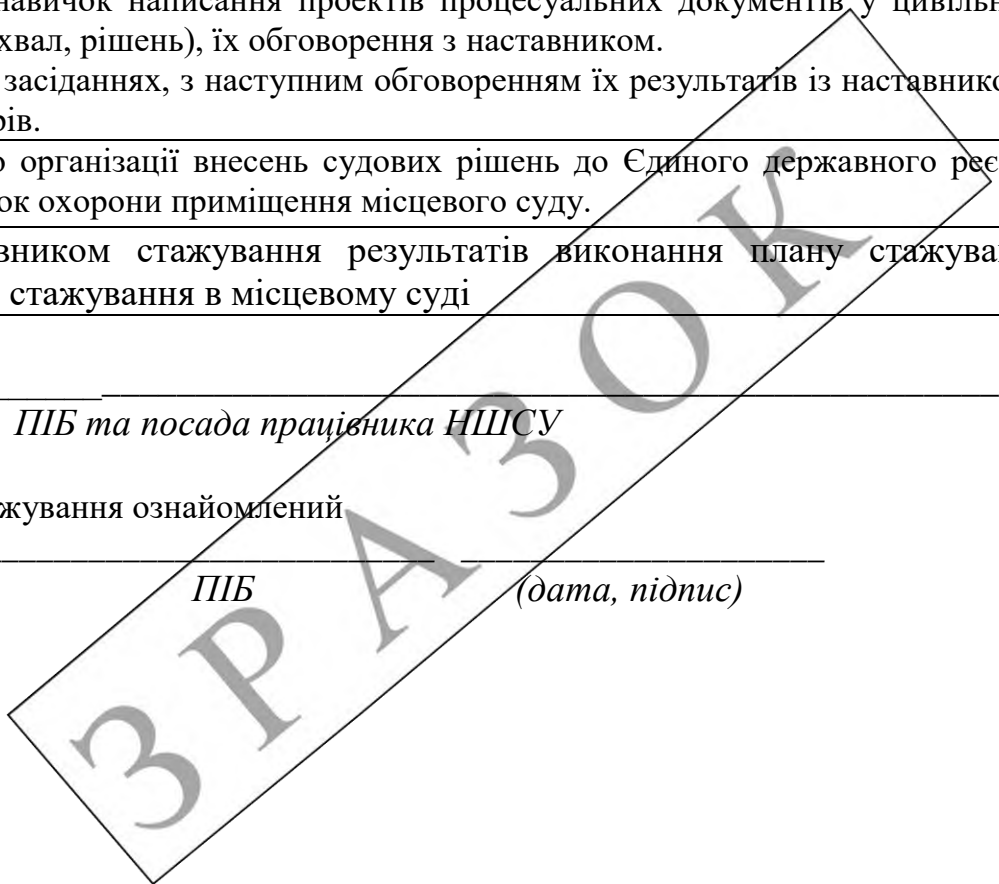 навичок написання проектів процесуальних документів у цивільн
хвал, рішень), їх обговорення з наставником.
засіданнях, з наступним обговоренням їх результатів із наставнико
рів.
о організації внесень судових рішень до Єдиного державного реє
ок охорони приміщення місцевого суду.
вником стажування результатів виконання плану стажува
стажування в місцевому суді
ПІБ та посада працівника НШСУ
жування ознайомлений
ПІБ (дата, підпис)
ЗРАЗОК